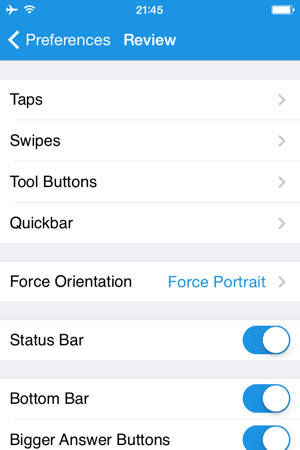 21:45
Preferences Review
Taps
Swipes
Tool Buttons
Quickbar
Force Orientation Force Portrait
Status Bar
Bottom Bar
Bigger Answer Buttons